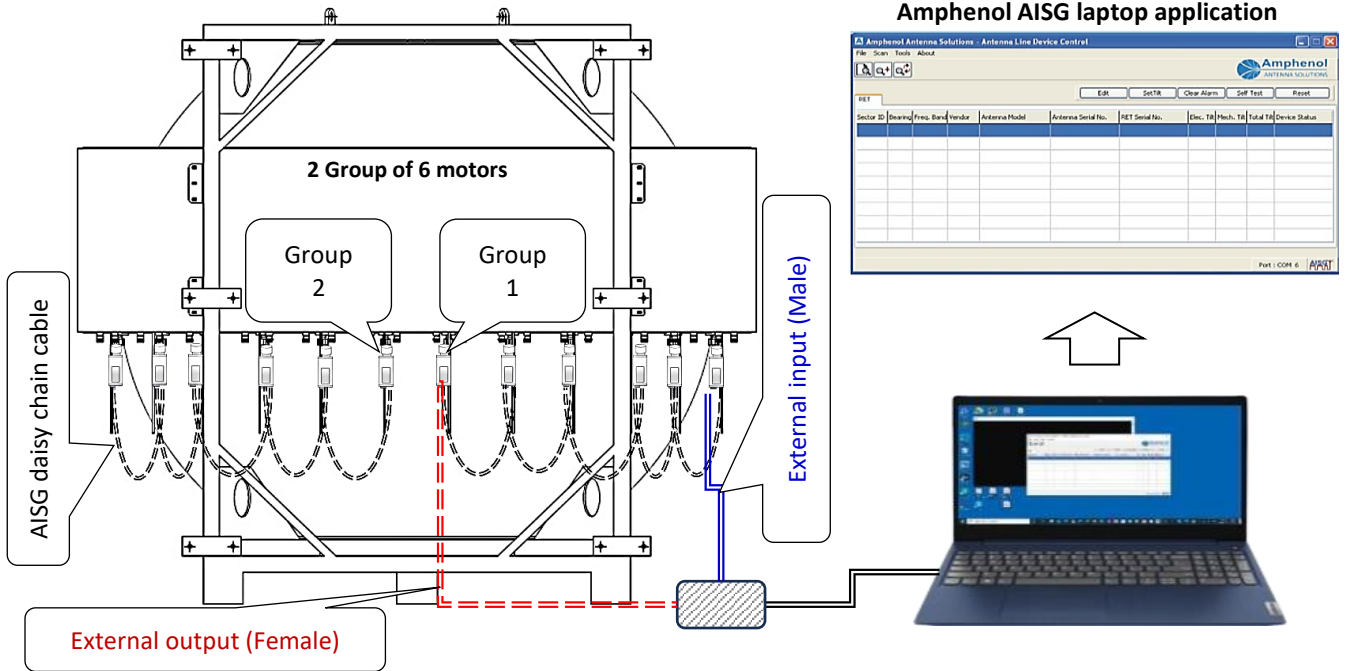 Amphenol AISG laptop application
Amphenol Antenna Solutions - Antenna Line Device Control
File Scan Tools About
Amphenol
ANTENNA SOLUTIONS
Edit SetTilt Clear Alarm Self Test Reset
RET
Sector ID Bearing Freq. Band Vendor Antenna Model Antenna Serial No. RET Serial No. Elec. Tilt Mech. Tilt Total Tilt Device Status
Port : COM 6
2 Group of 6 motors
Group
2
Group
1
AISG daisy chain cable
External input (Male)
External output (Female)